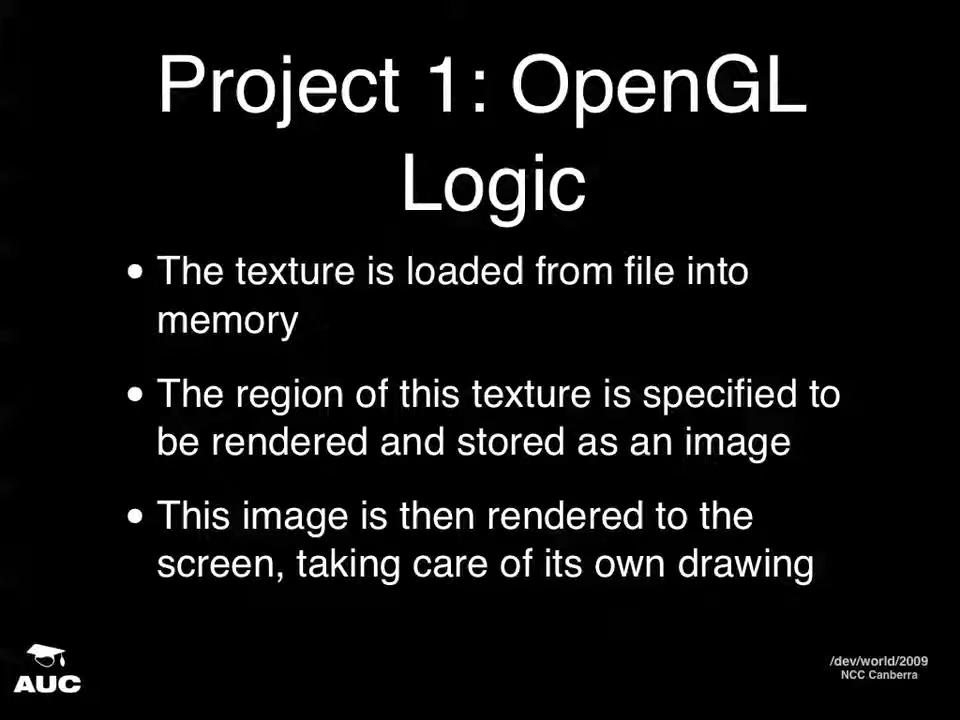 Project 1: OpenGL
Logic
• The texture is loaded from file into
memory
• The region of this texture is specified to
be rendered and stored as an image
• This image is then rendered to the
screen, taking care of its own drawing
AUC
/dev/world/2009
NCC Canberra